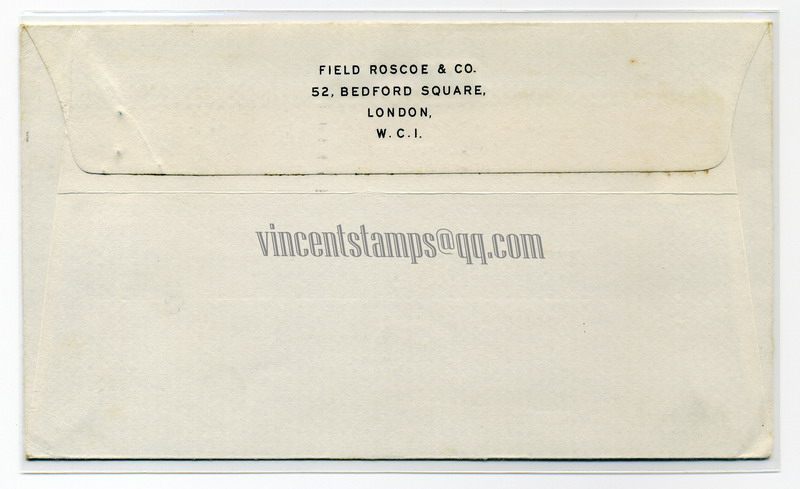 FIELD ROSCOE & CO.
52, BEDFORD SQUARE,
LONDON,
W.C.I.
vincentstamps@qq.com